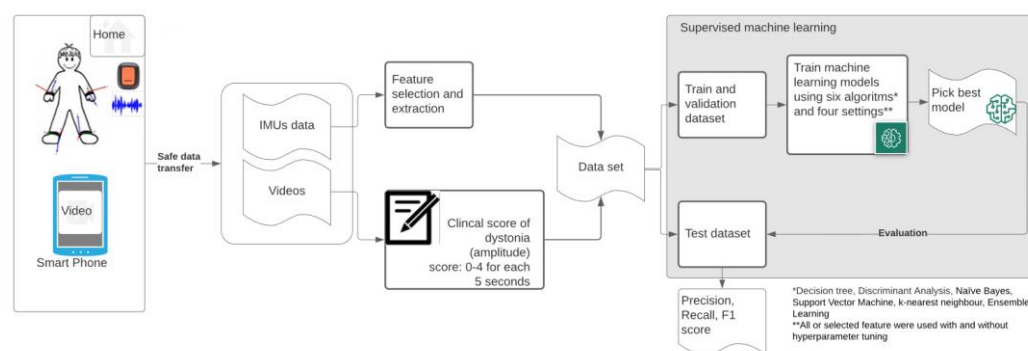 Home
Video
Smart Phone
Safe data
transfer
IMUs data
Videos
Feature
selection and
extraction
Clincal score of
dystonia
(amplitude)
score: 0-4 for each
5 seconds
Data set
Supervised machine learning
Train and
validation
dataset
Train machine
learning models
using six algoritms*
and four settings**
Pick best
model
Test dataset
Evaluation
Precision,
Recall, F1
score
*Decision tree, Discriminant Analysis, Naïve Bayes,
Support Vector Machine, k-nearest neighbour, Ensemble
Learning
**All or selected feature were used with and without
hyperparameter tuning